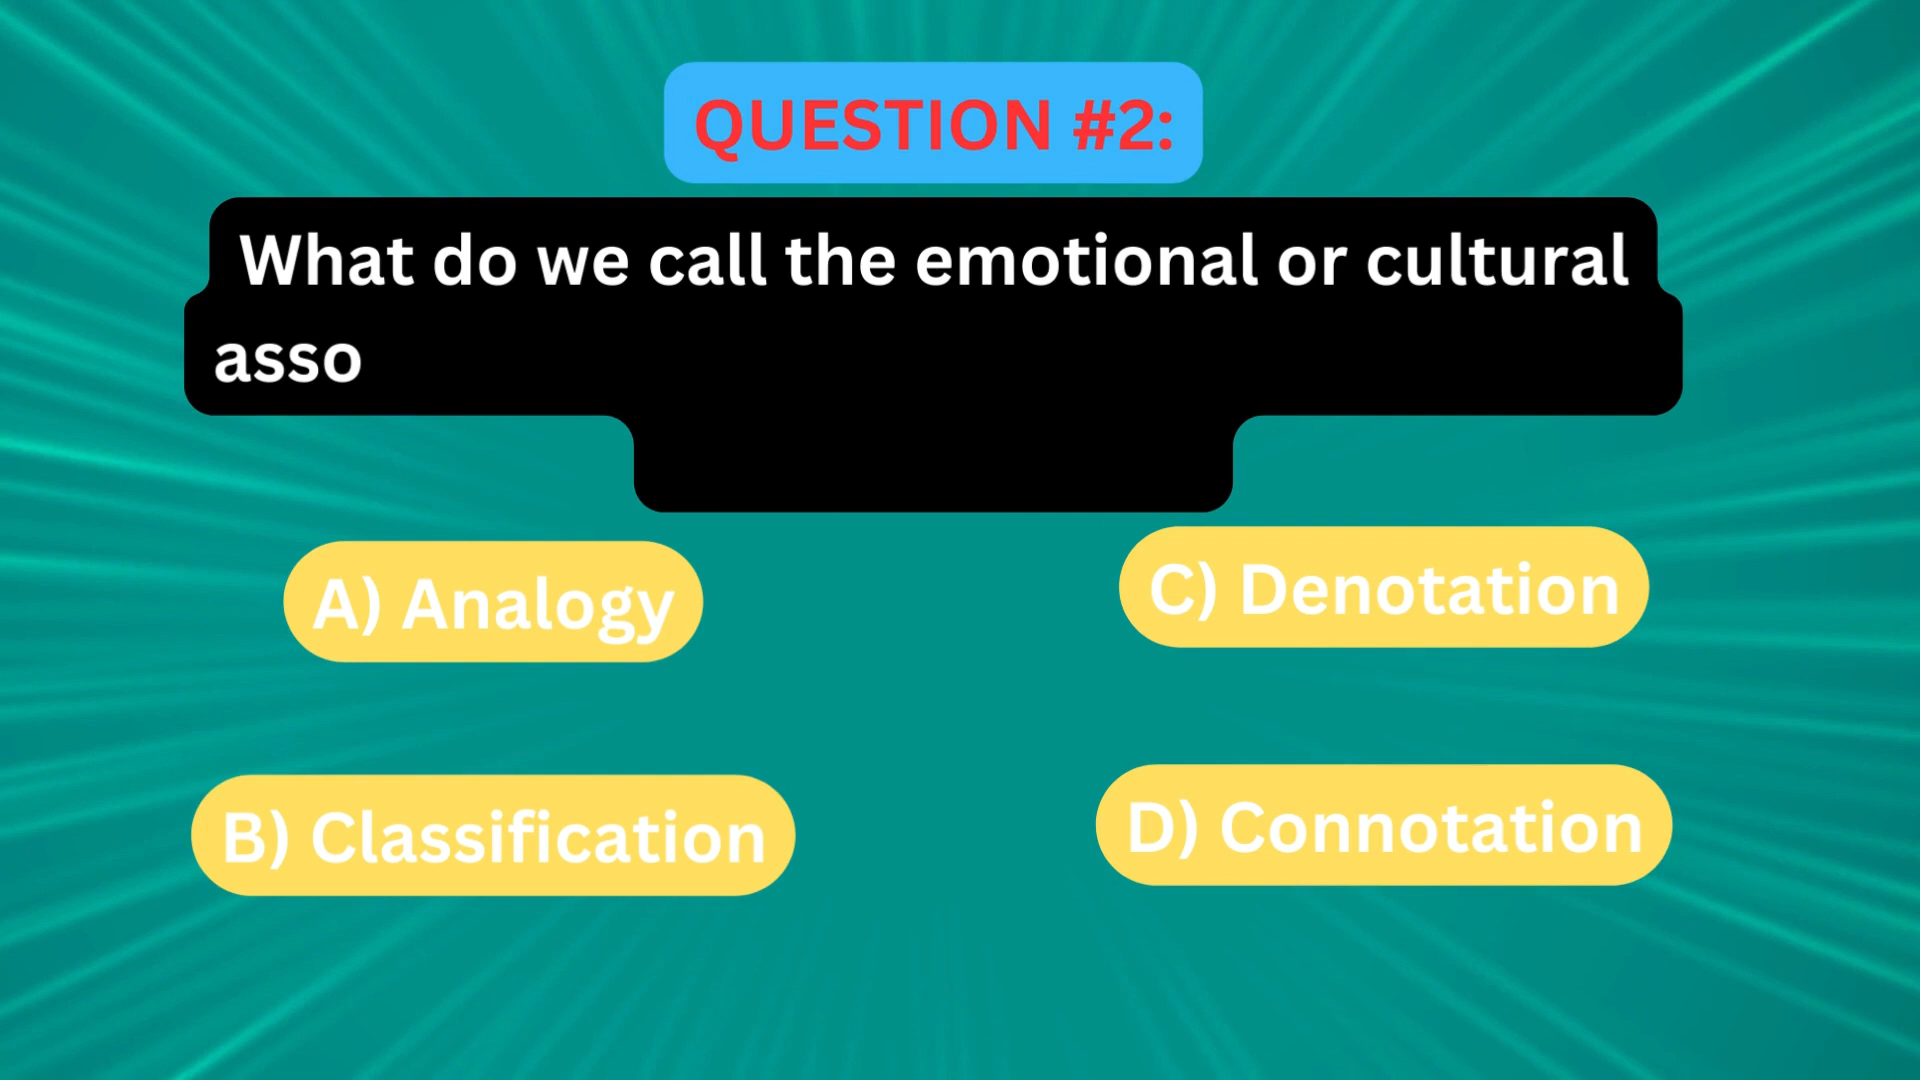 QUESTION #2:
What do we call the emotional or cultural
asso
A) Analogy
C) Denotation
B) Classification
D) Connotation